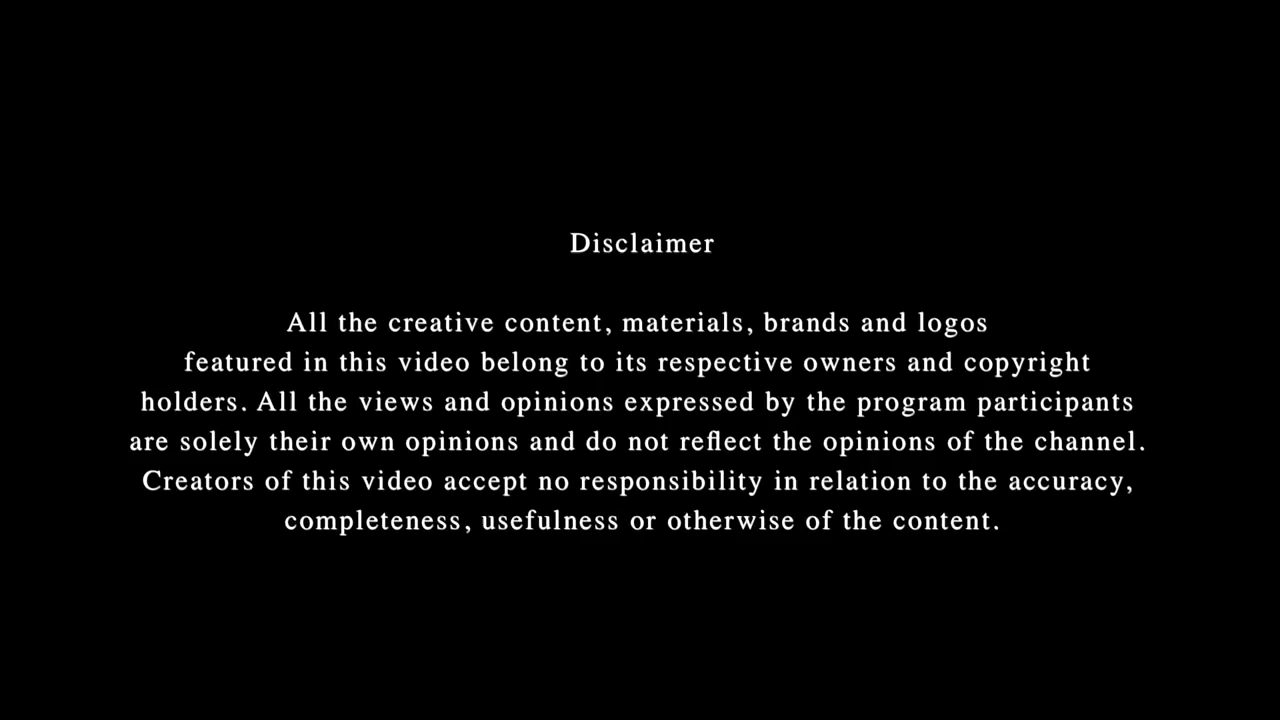 Disclaimer
All the creative content, materials, brands and logos
featured in this video belong to its respective owners and copyright
holders. All the views and opinions expressed by the program participants
are solely their own opinions and do not reflect the opinions of the channel.
Creators of this video accept no responsibility in relation to the accuracy,
completeness, usefulness or otherwise of the content.